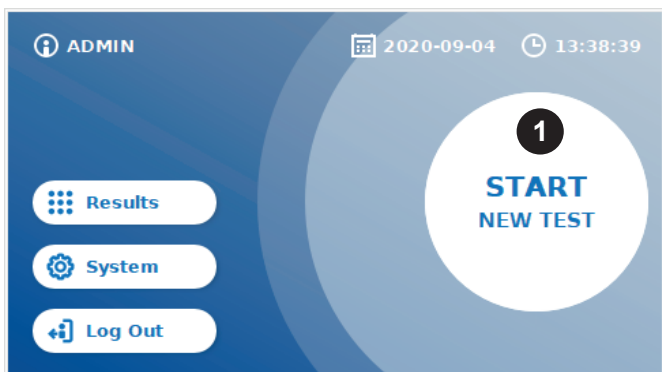 ADMIN 2020-09-04 13:38:39
1
START
NEW TEST
Results
System
Log Out